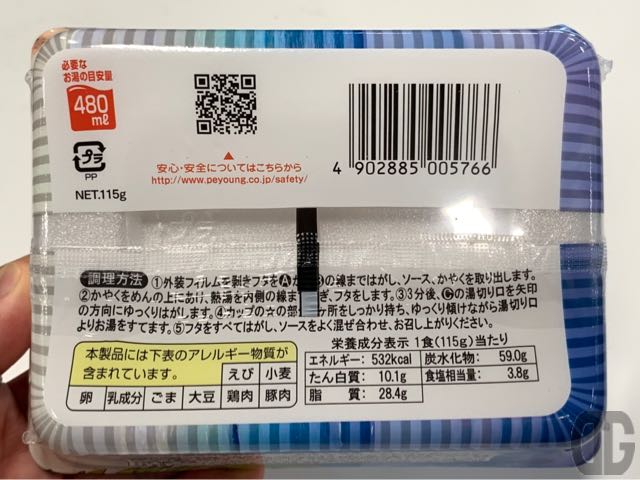 必要な
お湯の目安量
480
mℓ
プラ
PP
NET.115g
安心・安全についてはこちらから
http://www.peyoung.co.jp/safety/
4 902885 005766
調理方法 ①外装フィルムを剥きフタをⒶか の線まではがし、ソース、かやくを取り出します。
②かやくをめんの上にあけ、熱湯を内側の線ま ぎ、フタをします。③3分後、Ⓒの湯切り口を矢印
の方向にゆっくりはがします。④カップの☆の部 ヶ所をしっかり持ち、ゆっくり傾けながら湯切り口
よりお湯をすてます。⑤フタをすべてはがし、ソースをよく混ぜ合わせ、お召し上がりください。
本製品には下表のアレルギー物質が
含まれています。 えび 小麦
卵 乳成分 ごま 大豆 鶏肉 豚肉
栄養成分表示 1食(115g)当たり
エネルギー: 532kcal 炭水化物: 59.0g
たん白質: 10.1g 食塩相当量: 3.8g
脂 質: 28.4g
GG